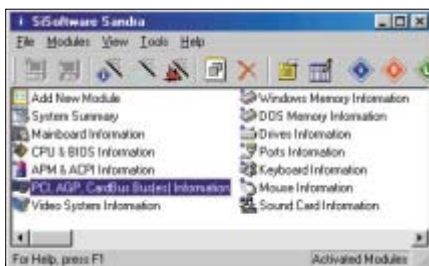 SiSoftware Sandra
File Modules View Tools Help
Add New Module
System Summary
Mainboard Information
CPU & BIOS Information
APM & ACPI Information
PCI, AGP, CardBus Bus(es) Information
Video System Information
Windows Memory Information
DOS Memory Information
Drives Information
Ports Information
Keyboard Information
Mouse Information
Sound Card Information
For Help, press F1
Activated Modules